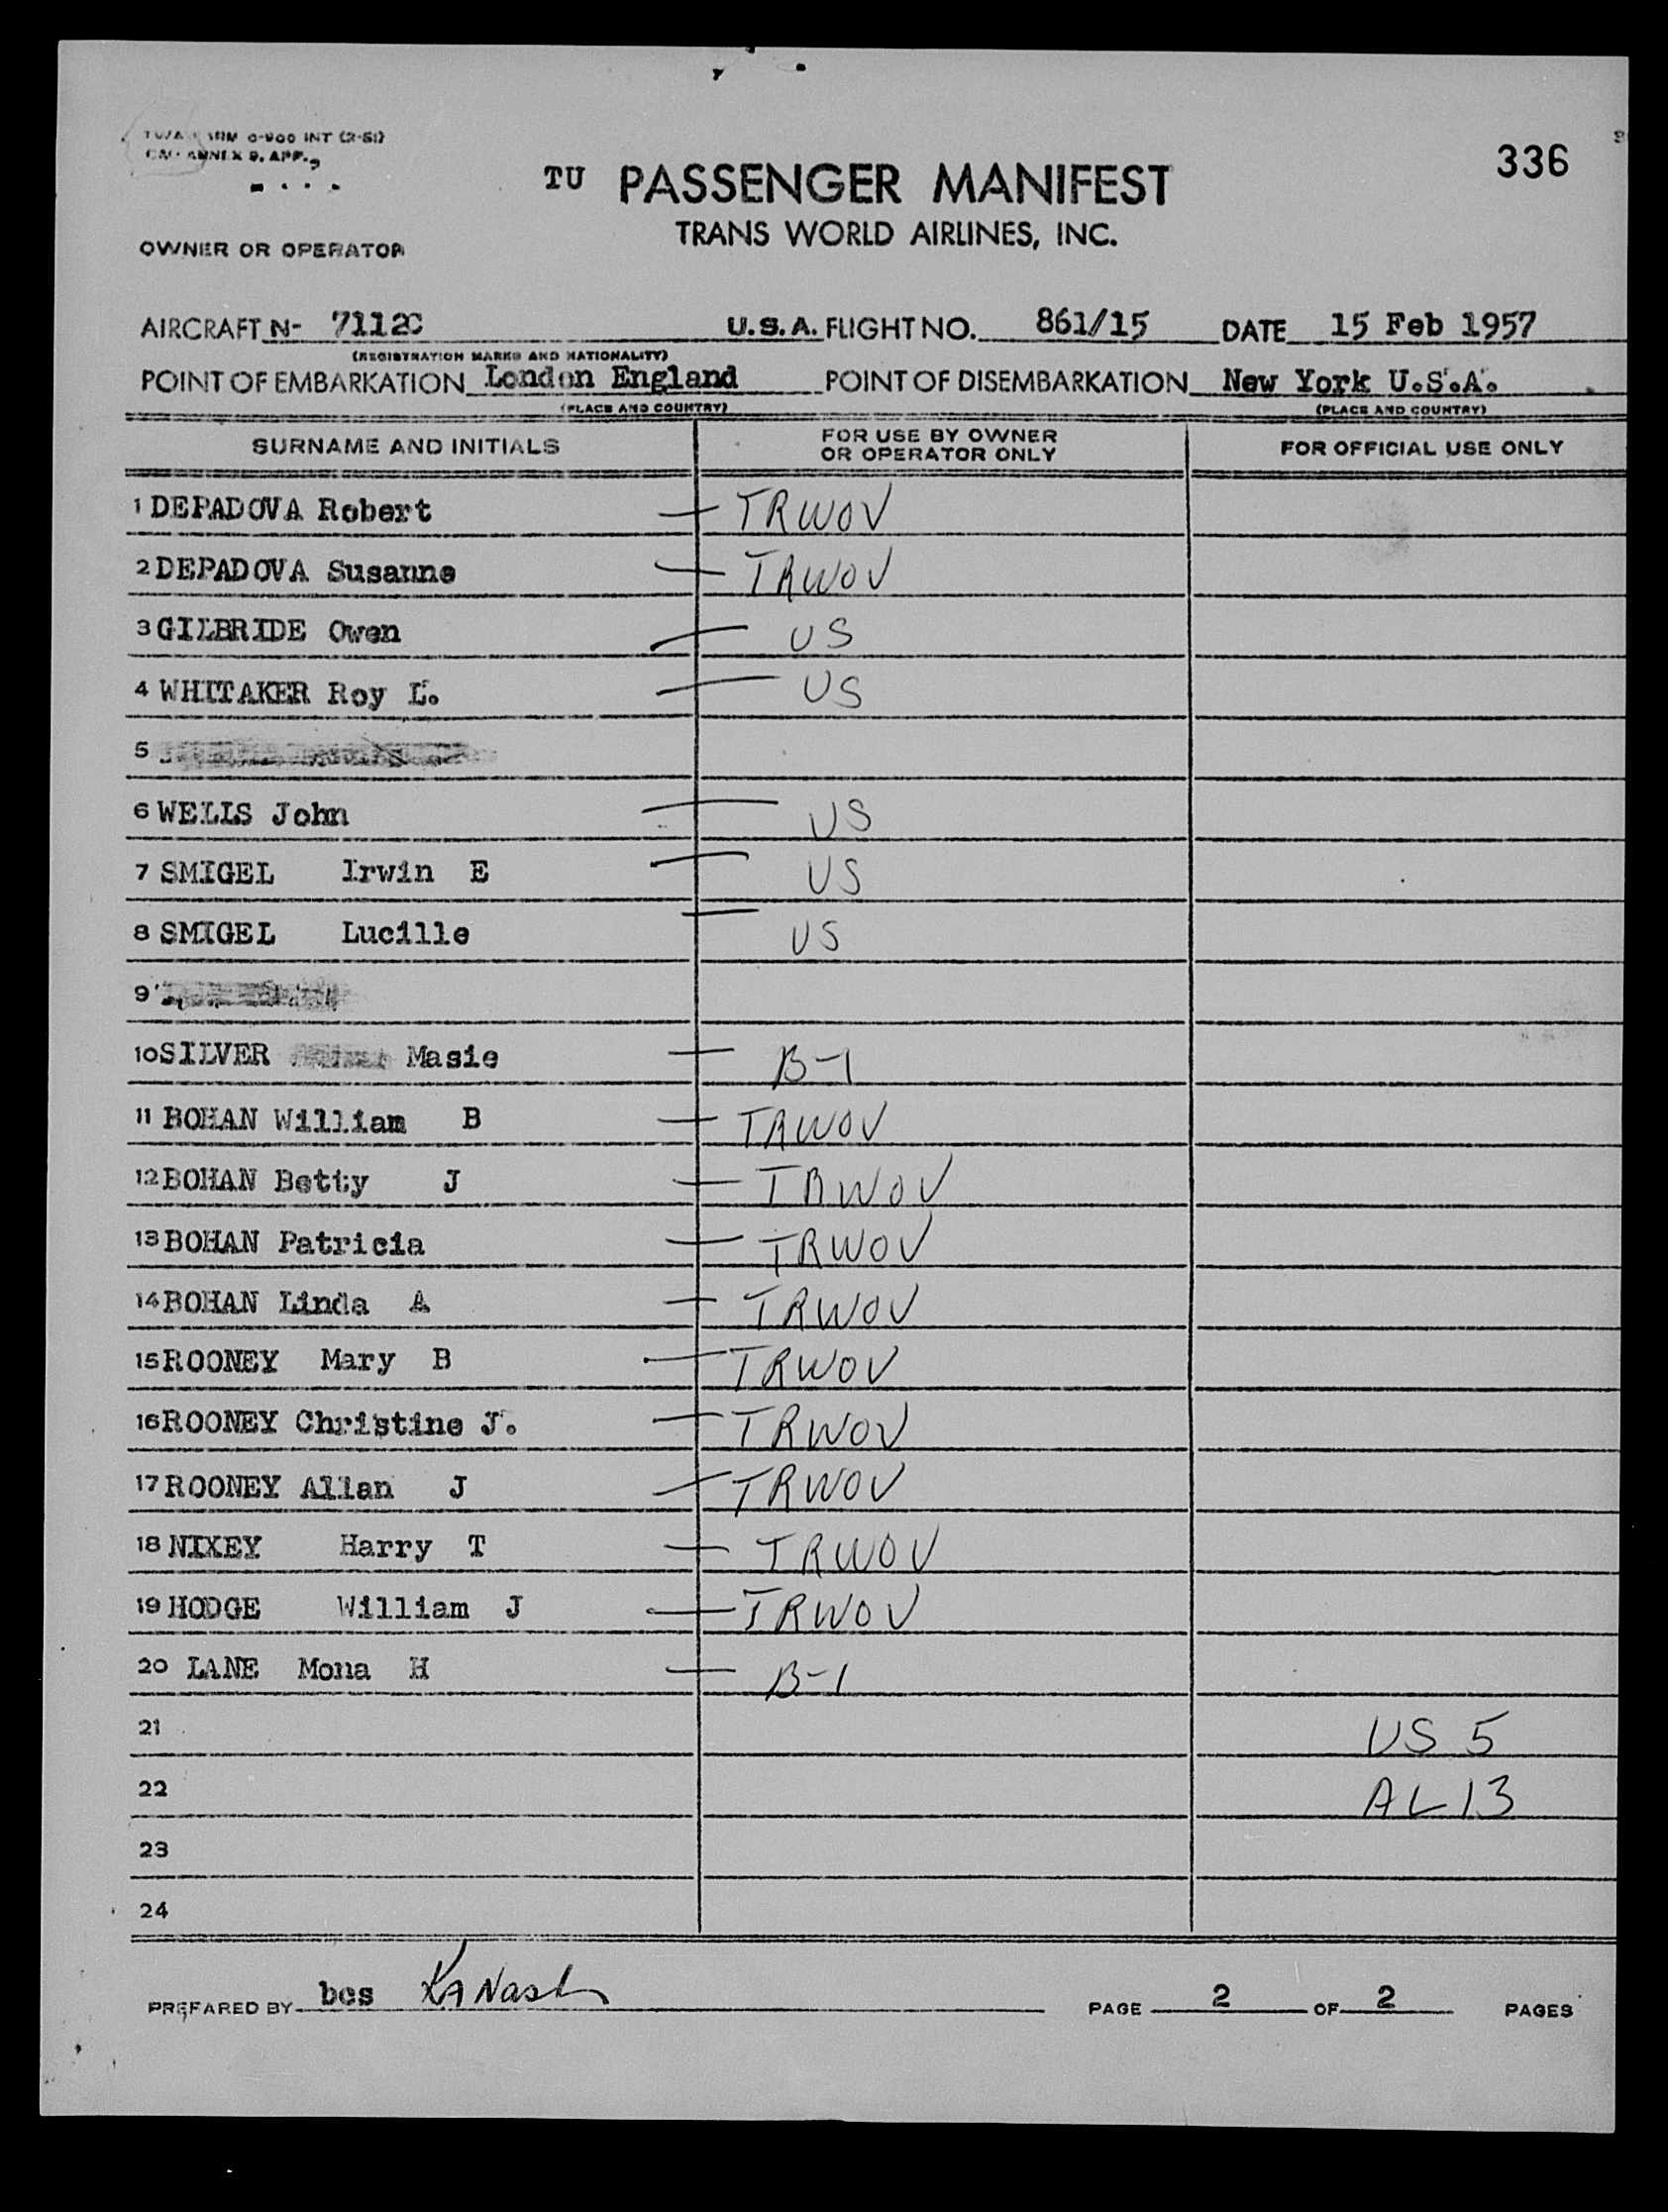 336
OWNER OR OPERATOR
TU PASSENGER MANIFEST
TRANS WORLD AIRLINES, INC.
AIRCRAFT N- 7112C U.S.A. FLIGHT NO. 861/15 DATE 15 Feb 1957
(REGISTRATION MARKS AND NATIONALITY)
POINT OF EMBARKATION London England POINT OF DISEMBARKATION New York U.S.A.
(PLACE AND COUNTRY) (PLACE AND COUNTRY)
SURNAME AND INITIALS FOR USE BY OWNER OR OPERATOR ONLY FOR OFFICIAL USE ONLY
1 DEPADOVA Robert TRWOV
2 DEPADOVA Susanne TRWOV
3 GILBRIDE Owen US
4 WHITAKER Roy L. US
5
6 WELLS John US
7 SMIGEL Irwin E US
8 SMIGEL Lucille US
9
10 SILVER Masie B-1
11 BOHAN William B TRWOV
12 BOHAN Betty J TRWOV
13 BOHAN Patricia TRWOV
14 BOHAN Linda A TRWOV
15 ROONEY Mary B TRWOV
16 ROONEY Christine J. TRWOV
17 ROONEY Allan J TRWOV
18 NIXEY Harry T TRWOV
19 HODGE William J TRWOV
20 LANE Mona H B-1
21 US 5
22 AL 13
23
24
PREPARED BY bes Nash PAGE 2 OF 2 PAGES